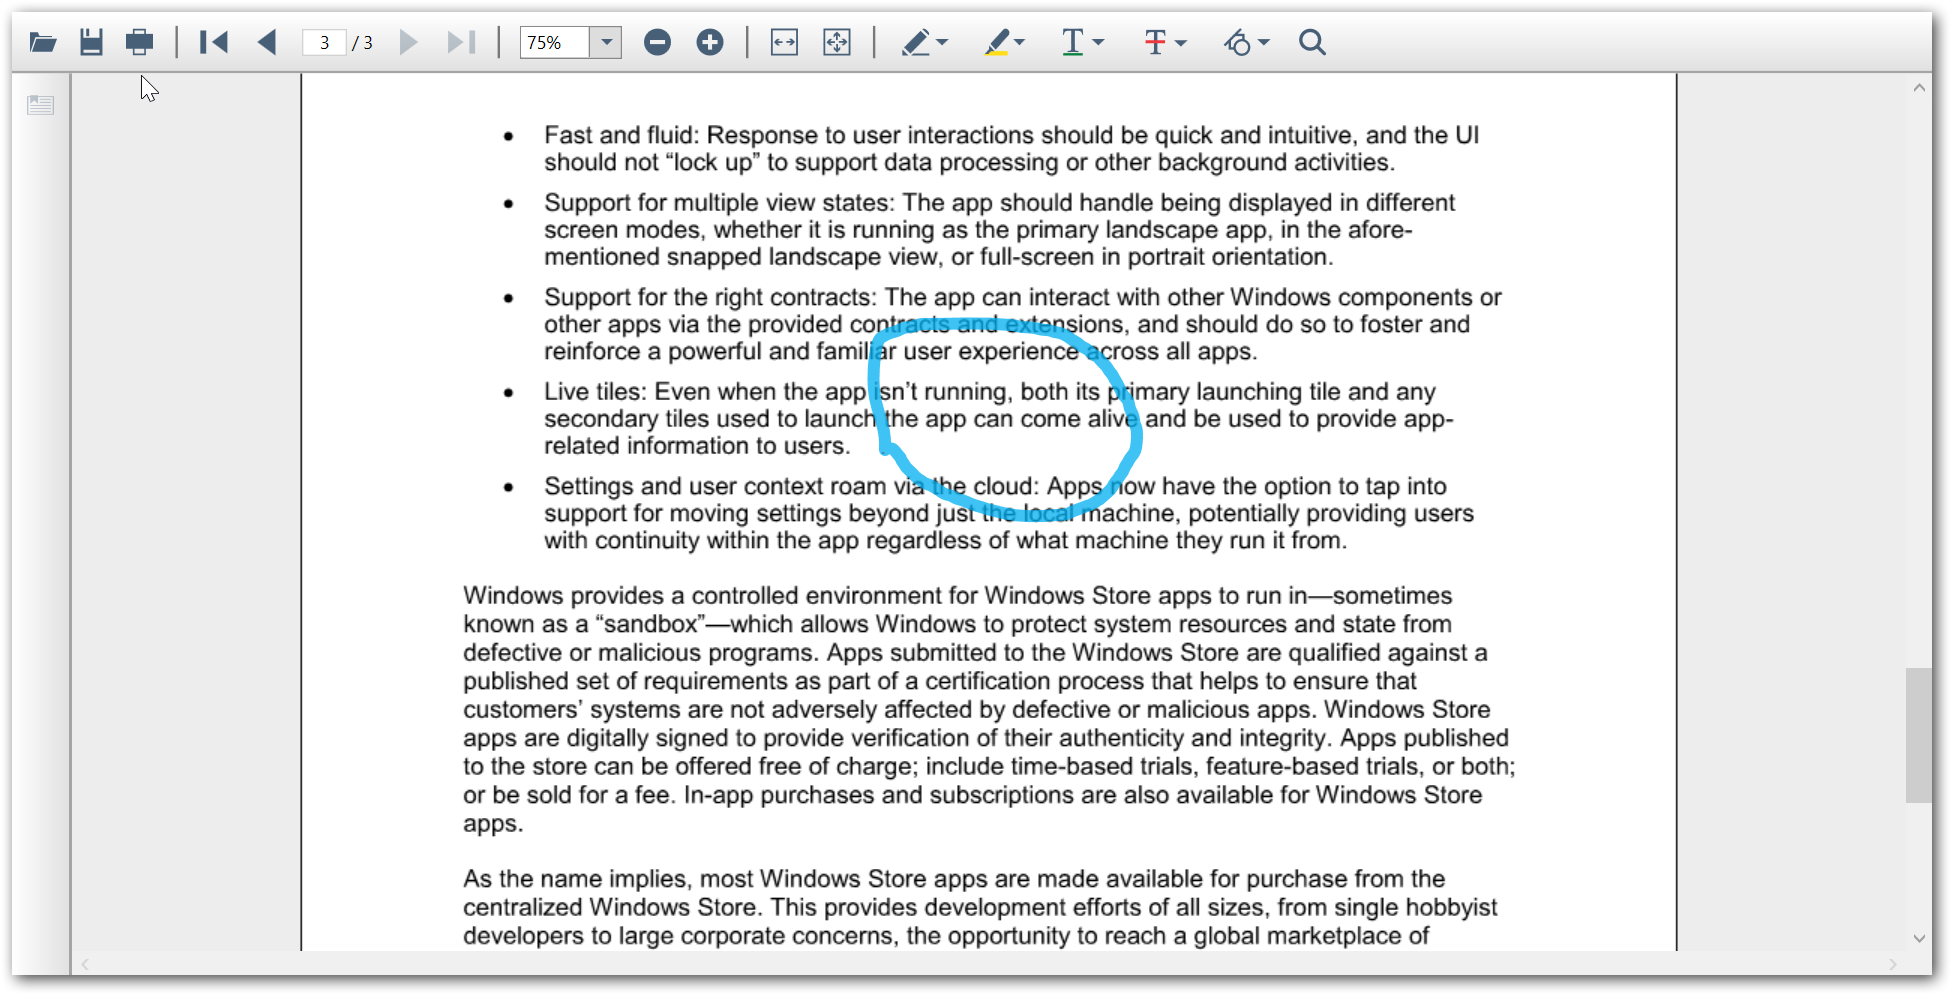 3 / 3 75%
• Fast and fluid: Response to user interactions should be quick and intuitive, and the UI
should not “lock up” to support data processing or other background activities.
• Support for multiple view states: The app should handle being displayed in different
screen modes, whether it is running as the primary landscape app, in the afore-
mentioned snapped landscape view, or full-screen in portrait orientation.
• Support for the right contracts: The app can interact with other Windows components or
other apps via the provided contracts and extensions, and should do so to foster and
reinforce a powerful and familiar user experience across all apps.
• Live tiles: Even when the app isn’t running, both its primary launching tile and any
secondary tiles used to launch the app can come alive and be used to provide app-
related information to users.
• Settings and user context roam via the cloud: Apps now have the option to tap into
support for moving settings beyond just the local machine, potentially providing users
with continuity within the app regardless of what machine they run it from.
Windows provides a controlled environment for Windows Store apps to run in—sometimes
known as a “sandbox”—which allows Windows to protect system resources and state from
defective or malicious programs. Apps submitted to the Windows Store are qualified against a
published set of requirements as part of a certification process that helps to ensure that
customers’ systems are not adversely affected by defective or malicious apps. Windows Store
apps are digitally signed to provide verification of their authenticity and integrity. Apps published
to the store can be offered free of charge; include time-based trials, feature-based trials, or both;
or be sold for a fee. In-app purchases and subscriptions are also available for Windows Store
apps.
As the name implies, most Windows Store apps are made available for purchase from the
centralized Windows Store. This provides development efforts of all sizes, from single hobbyist
developers to large corporate concerns, the opportunity to reach a global marketplace of